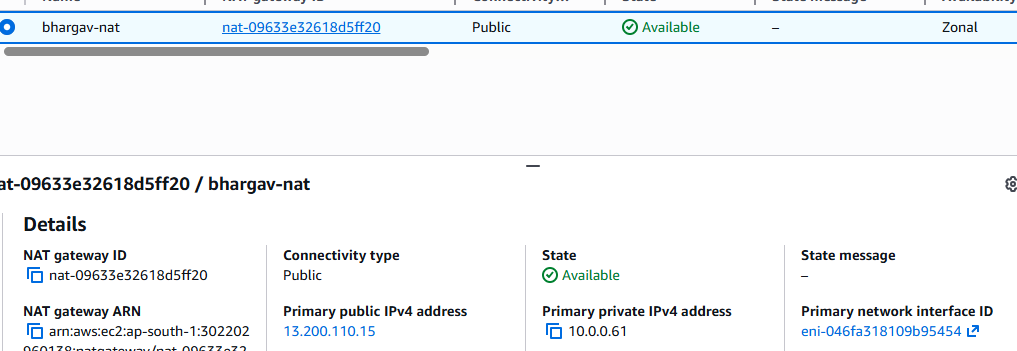 bhargav-nat nat-09633e32618d5ff20 Public Available – Zonal
at-09633e32618d5ff20 / bhargav-nat
Details
NAT gateway ID Connectivity type State State message
nat-09633e32618d5ff20 Public Available –
NAT gateway ARN Primary public IPv4 address Primary private IPv4 address Primary network interface ID
arn:aws:ec2:ap-south-1:302202 13.200.110.15 10.0.0.61 eni-046fa318109b95454